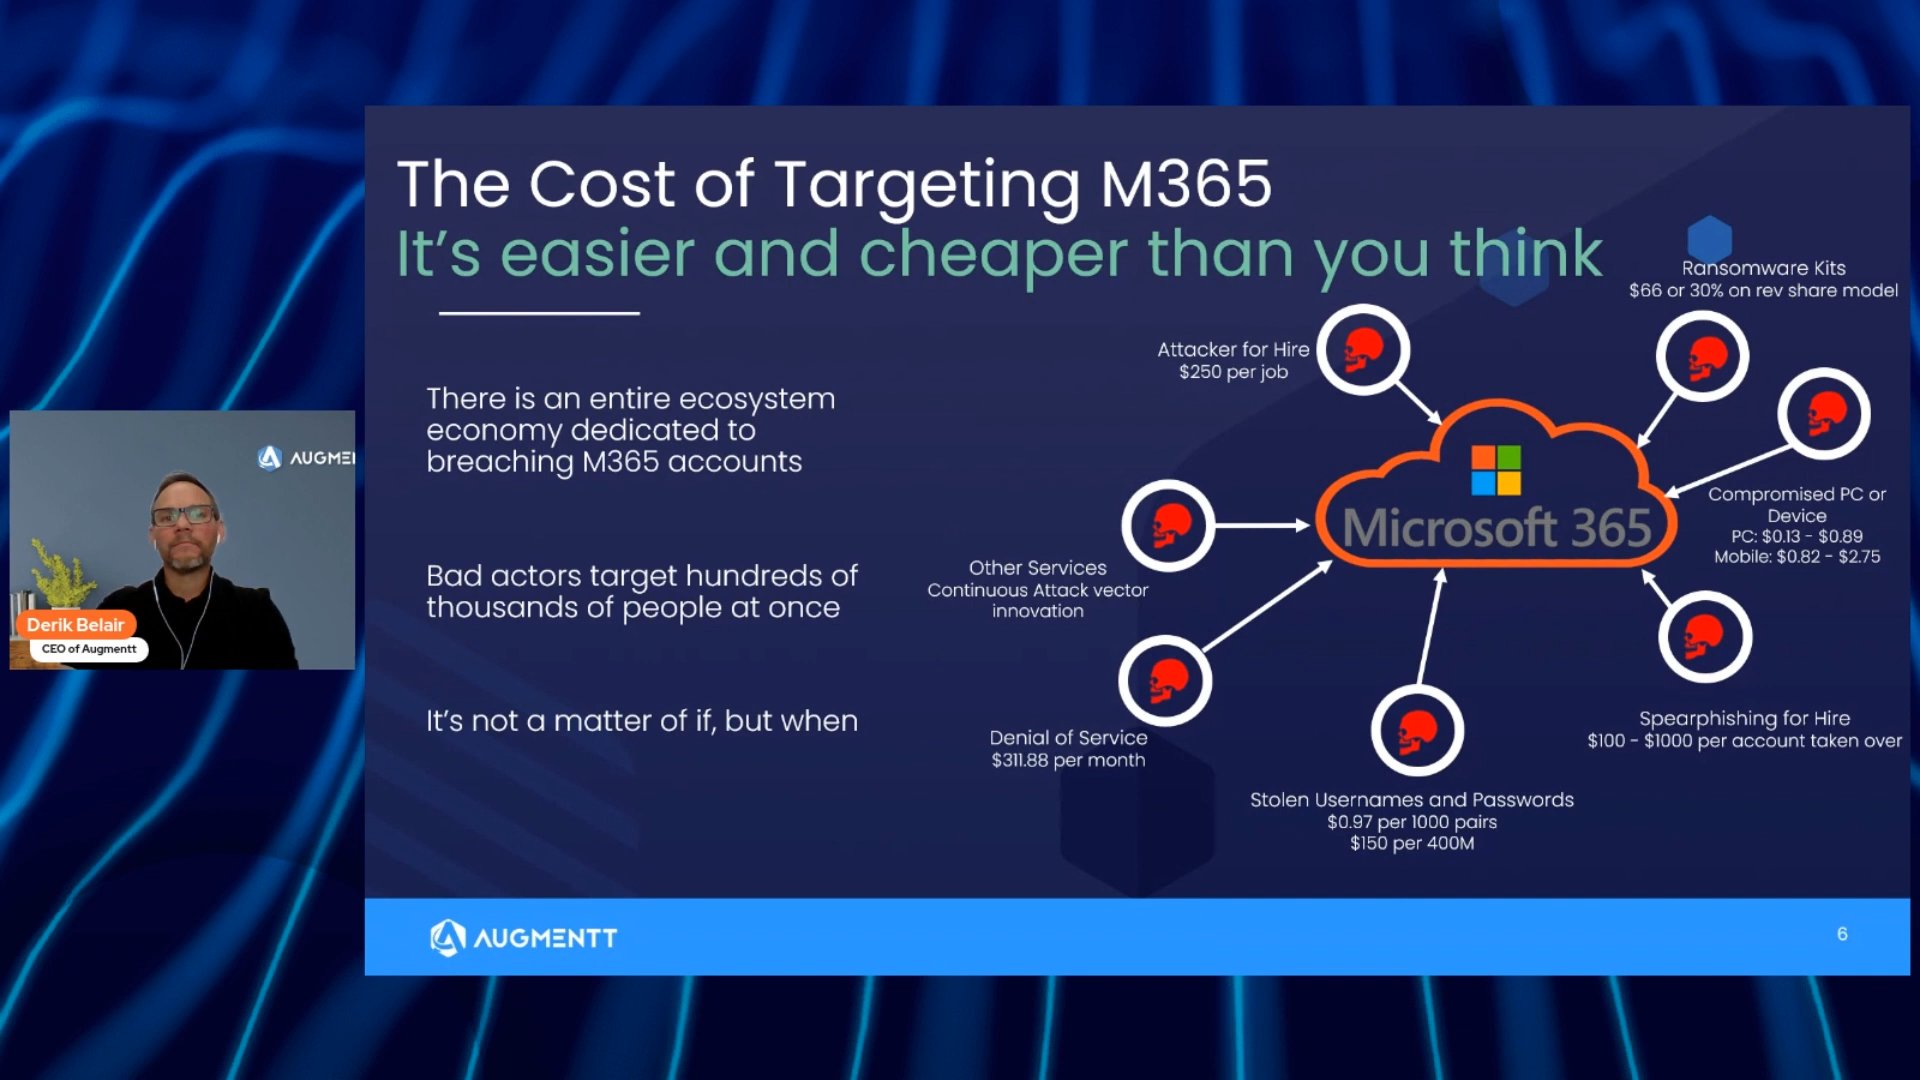 The Cost of Targeting M365
It's easier and cheaper than you think
There is an entire ecosystem
economy dedicated to
breaching M365 accounts
Bad actors target hundreds of
thousands of people at once
It's not a matter of if, but when
Attacker for Hire
$250 per job
Ransomware Kits
$66 or 30% on rev share model
Microsoft 365
Compromised PC or
Device
PC: $0.13 - $0.89
Mobile: $0.82 - $2.75
Other Services
Continuous Attack vector
innovation
Denial of Service
$311.88 per month
Stolen Usernames and Passwords
$0.97 per 1000 pairs
$150 per 400M
Spearphishing for Hire
$100 - $1000 per account taken over
AUGMENTT
6
AUGME
Derik Belair
CEO of Augmentt